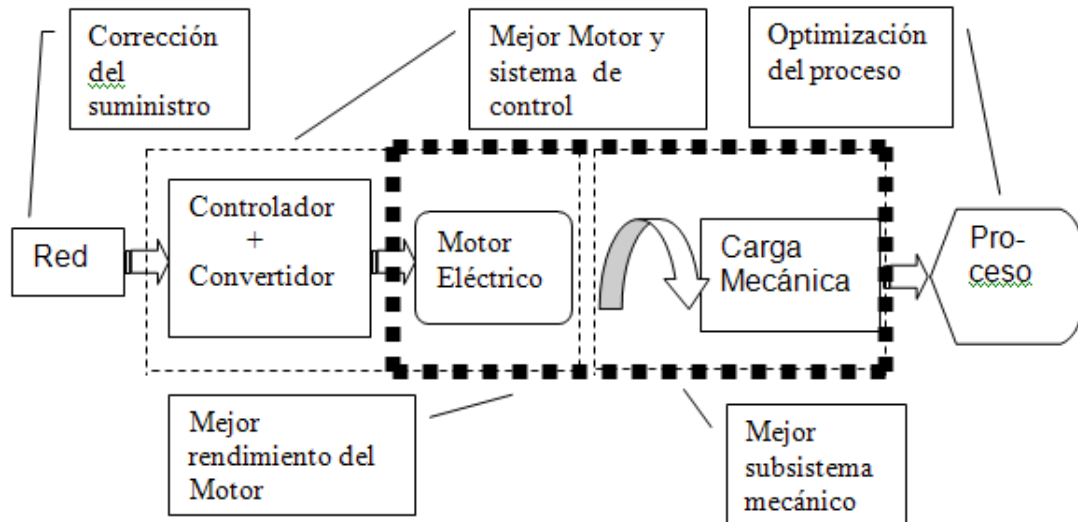 Corrección
del
suministro
Mejor Motor y
sistema de
control
Optimización
del proceso
Red
Controlador
+
Convertidor
Motor
Eléctrico
Carga
Mecánica
Pro-
ceso
Mejor
rendimiento del
Motor
Mejor
subsistema
mecánico